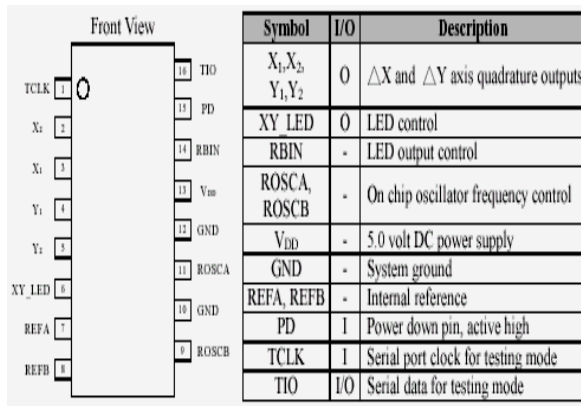 Front View
TCLK 1
X₂ 2
X₁ 3
Y₁ 4
Y₂ 5
XY_LED 6
REFA 7
REFB 8
16 TIO
15 PD
14 RBIN
13 VDD
12 GND
11 ROSCA
10 GND
9 ROSCB
Symbol I/O Description
X₁,X₂,
Y₁,Y₂ O △X and △Y axis quadrature outputs
XY_LED O LED control
RBIN - LED output control
ROSCA,
ROSCB - On chip oscillator frequency control
VDD - 5.0 volt DC power supply
GND - System ground
REFA, REFB - Internal reference
PD I Power down pin, active high
TCLK I Serial port clock for testing mode
TIO I/O Serial data for testing mode